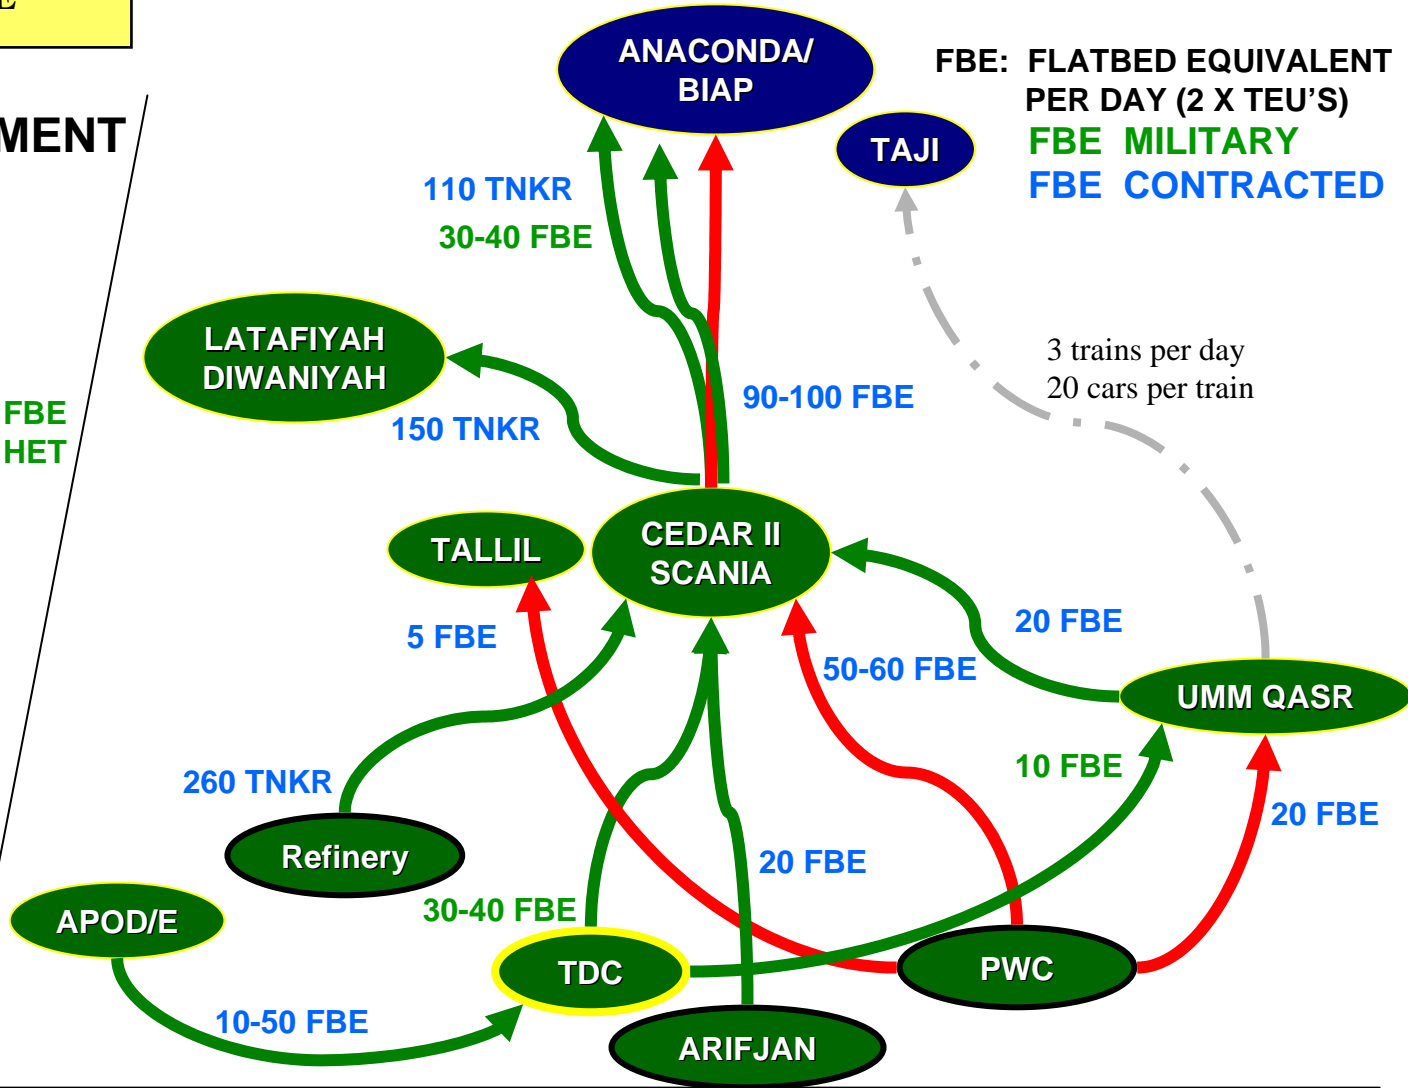 E
ANACONDA/
BIAP
FBE: FLATBED EQUIVALENT
PER DAY (2 X TEU'S)
FBE MILITARY
FBE CONTRACTED
MENT
TAJI
110 TNKR
30-40 FBE
LATAFIYAH
DIWANIYAH
3 trains per day
20 cars per train
90-100 FBE
FBE
HET
150 TNKR
TALLIL
CEDAR II
SCANIA
5 FBE
20 FBE
50-60 FBE
UMM QASR
10 FBE
260 TNKR
20 FBE
Refinery
20 FBE
30-40 FBE
APOD/E
TDC
PWC
10-50 FBE
ARIFJAN